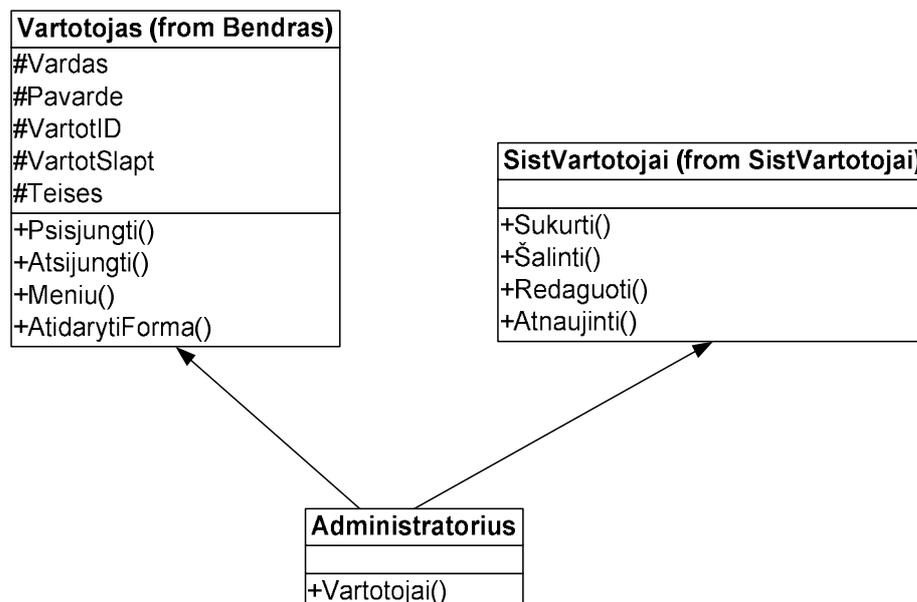 Vartotojas (from Bendras)
#Vardas
#Pavarde
#VartotID
#VartotSlapt
#Teises
+Psisjungti()
+Atsijungti()
+Meniu()
+AtidarytiForma()
SistVartotojai (from SistVartotojai)
+Sukurti()
+Šalinti()
+Redaguoti()
+Atnaujinti()
Administratorius
+Vartotojai()